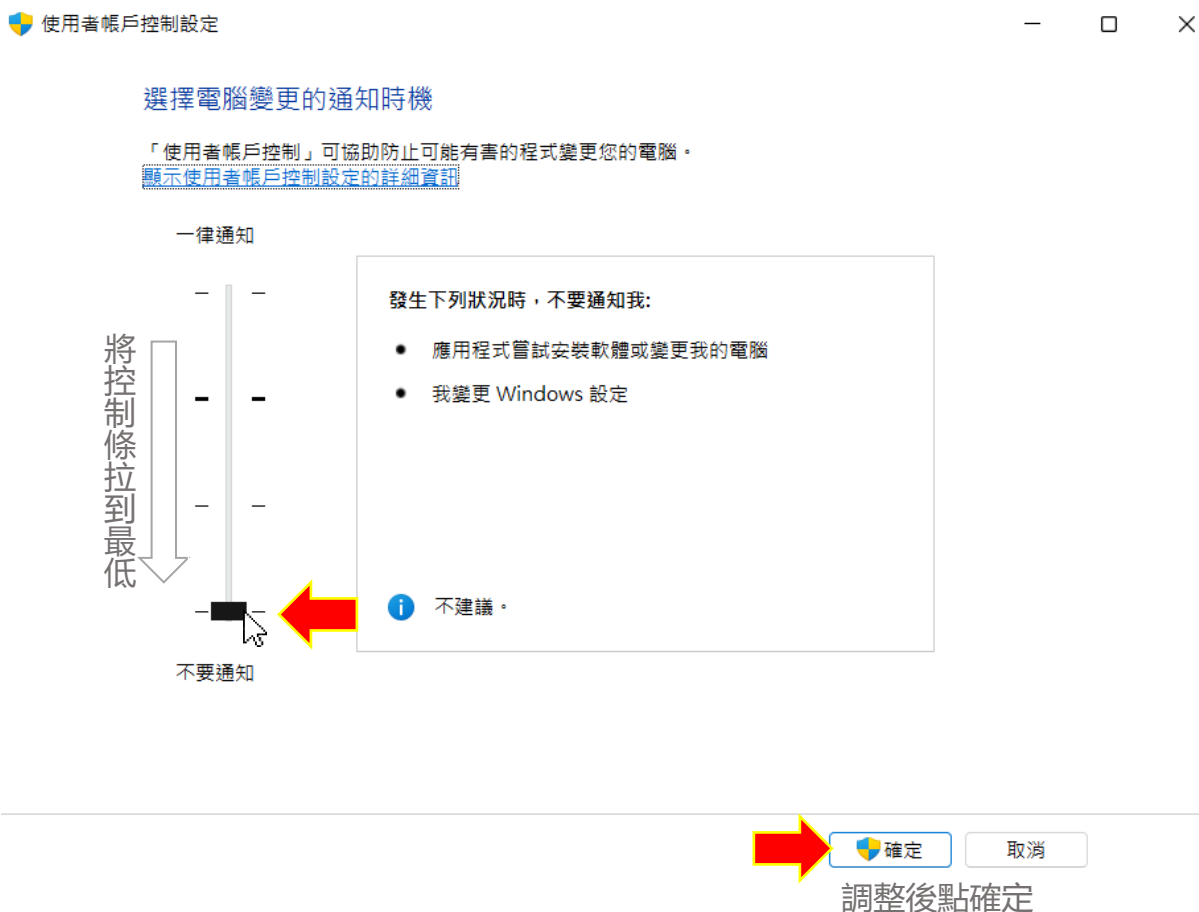 使用者帳戶控制設定
選擇電腦變更的通知時機
「使用者帳戶控制」可協助防止可能有害的程式變更您的電腦。
顯示使用者帳戶控制設定的詳細資訊
一律通知
將控制條拉到最低
發生下列狀況時，不要通知我:
• 應用程式嘗試安裝軟體或變更我的電腦
• 我變更 Windows 設定
不建議。
不要通知
確定
取消
調整後點確定